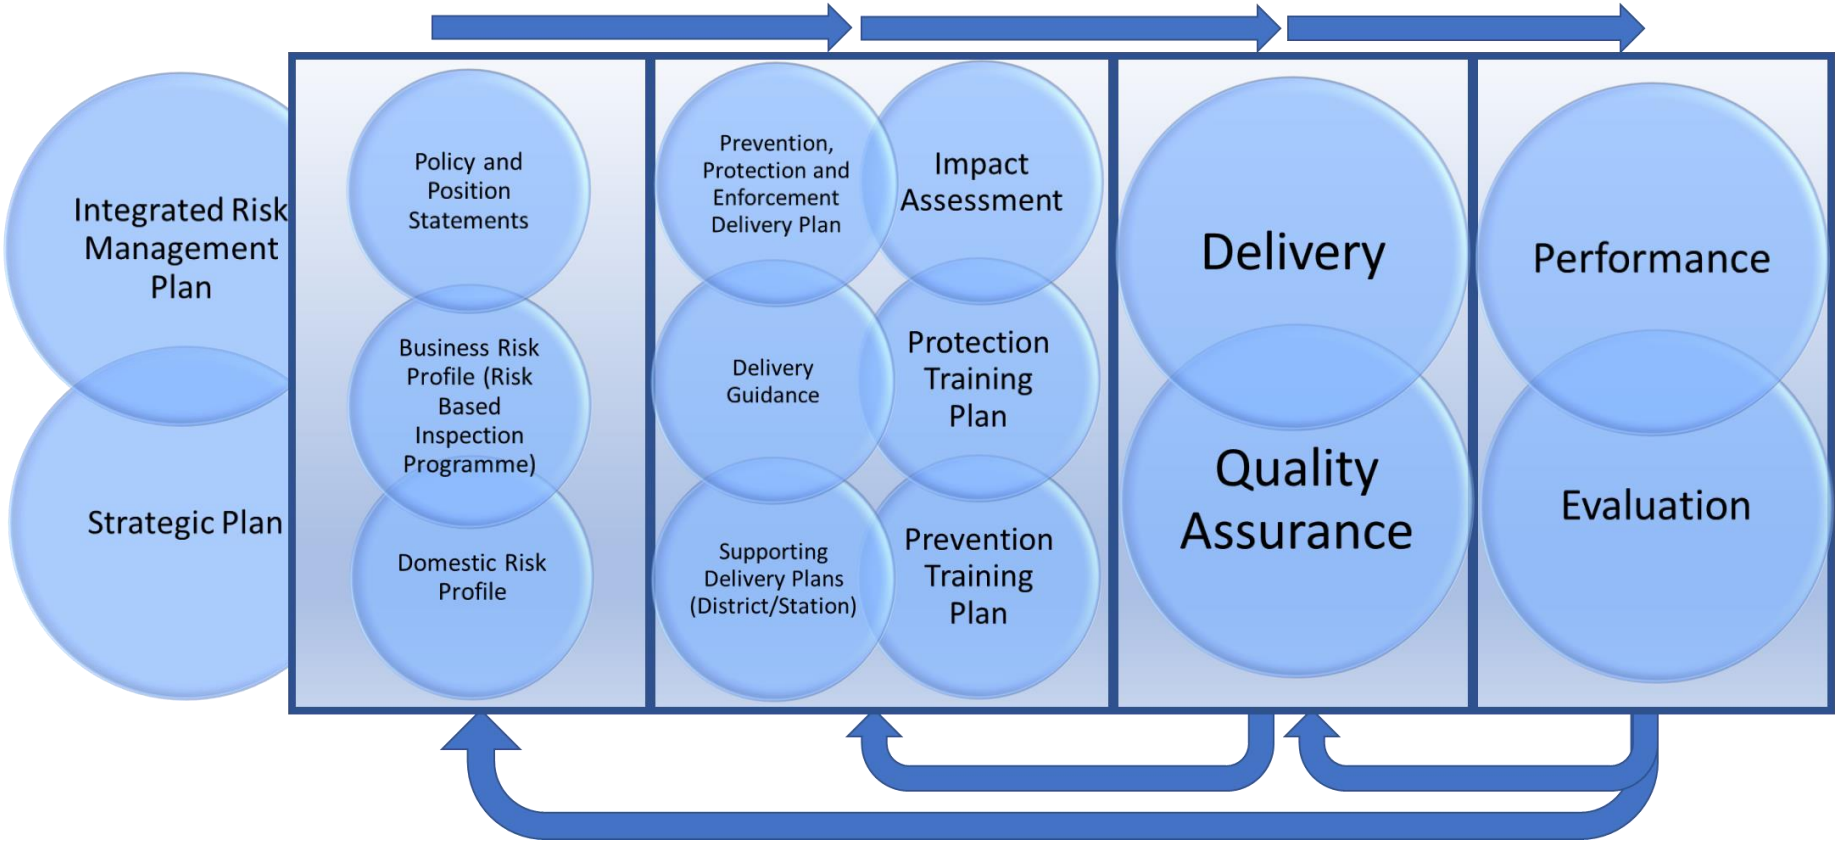 Integrated Risk
Management
Plan
Strategic Plan
Policy and
Position
Statements
Business Risk
Profile (Risk
Based
Inspection
Programme)
Domestic Risk
Profile
Prevention,
Protection and
Enforcement
Delivery Plan
Delivery
Guidance
Supporting
Delivery Plans
(District/Station)
Impact
Assessment
Protection
Training
Plan
Prevention
Training
Plan
Delivery
Quality
Assurance
Performance
Evaluation